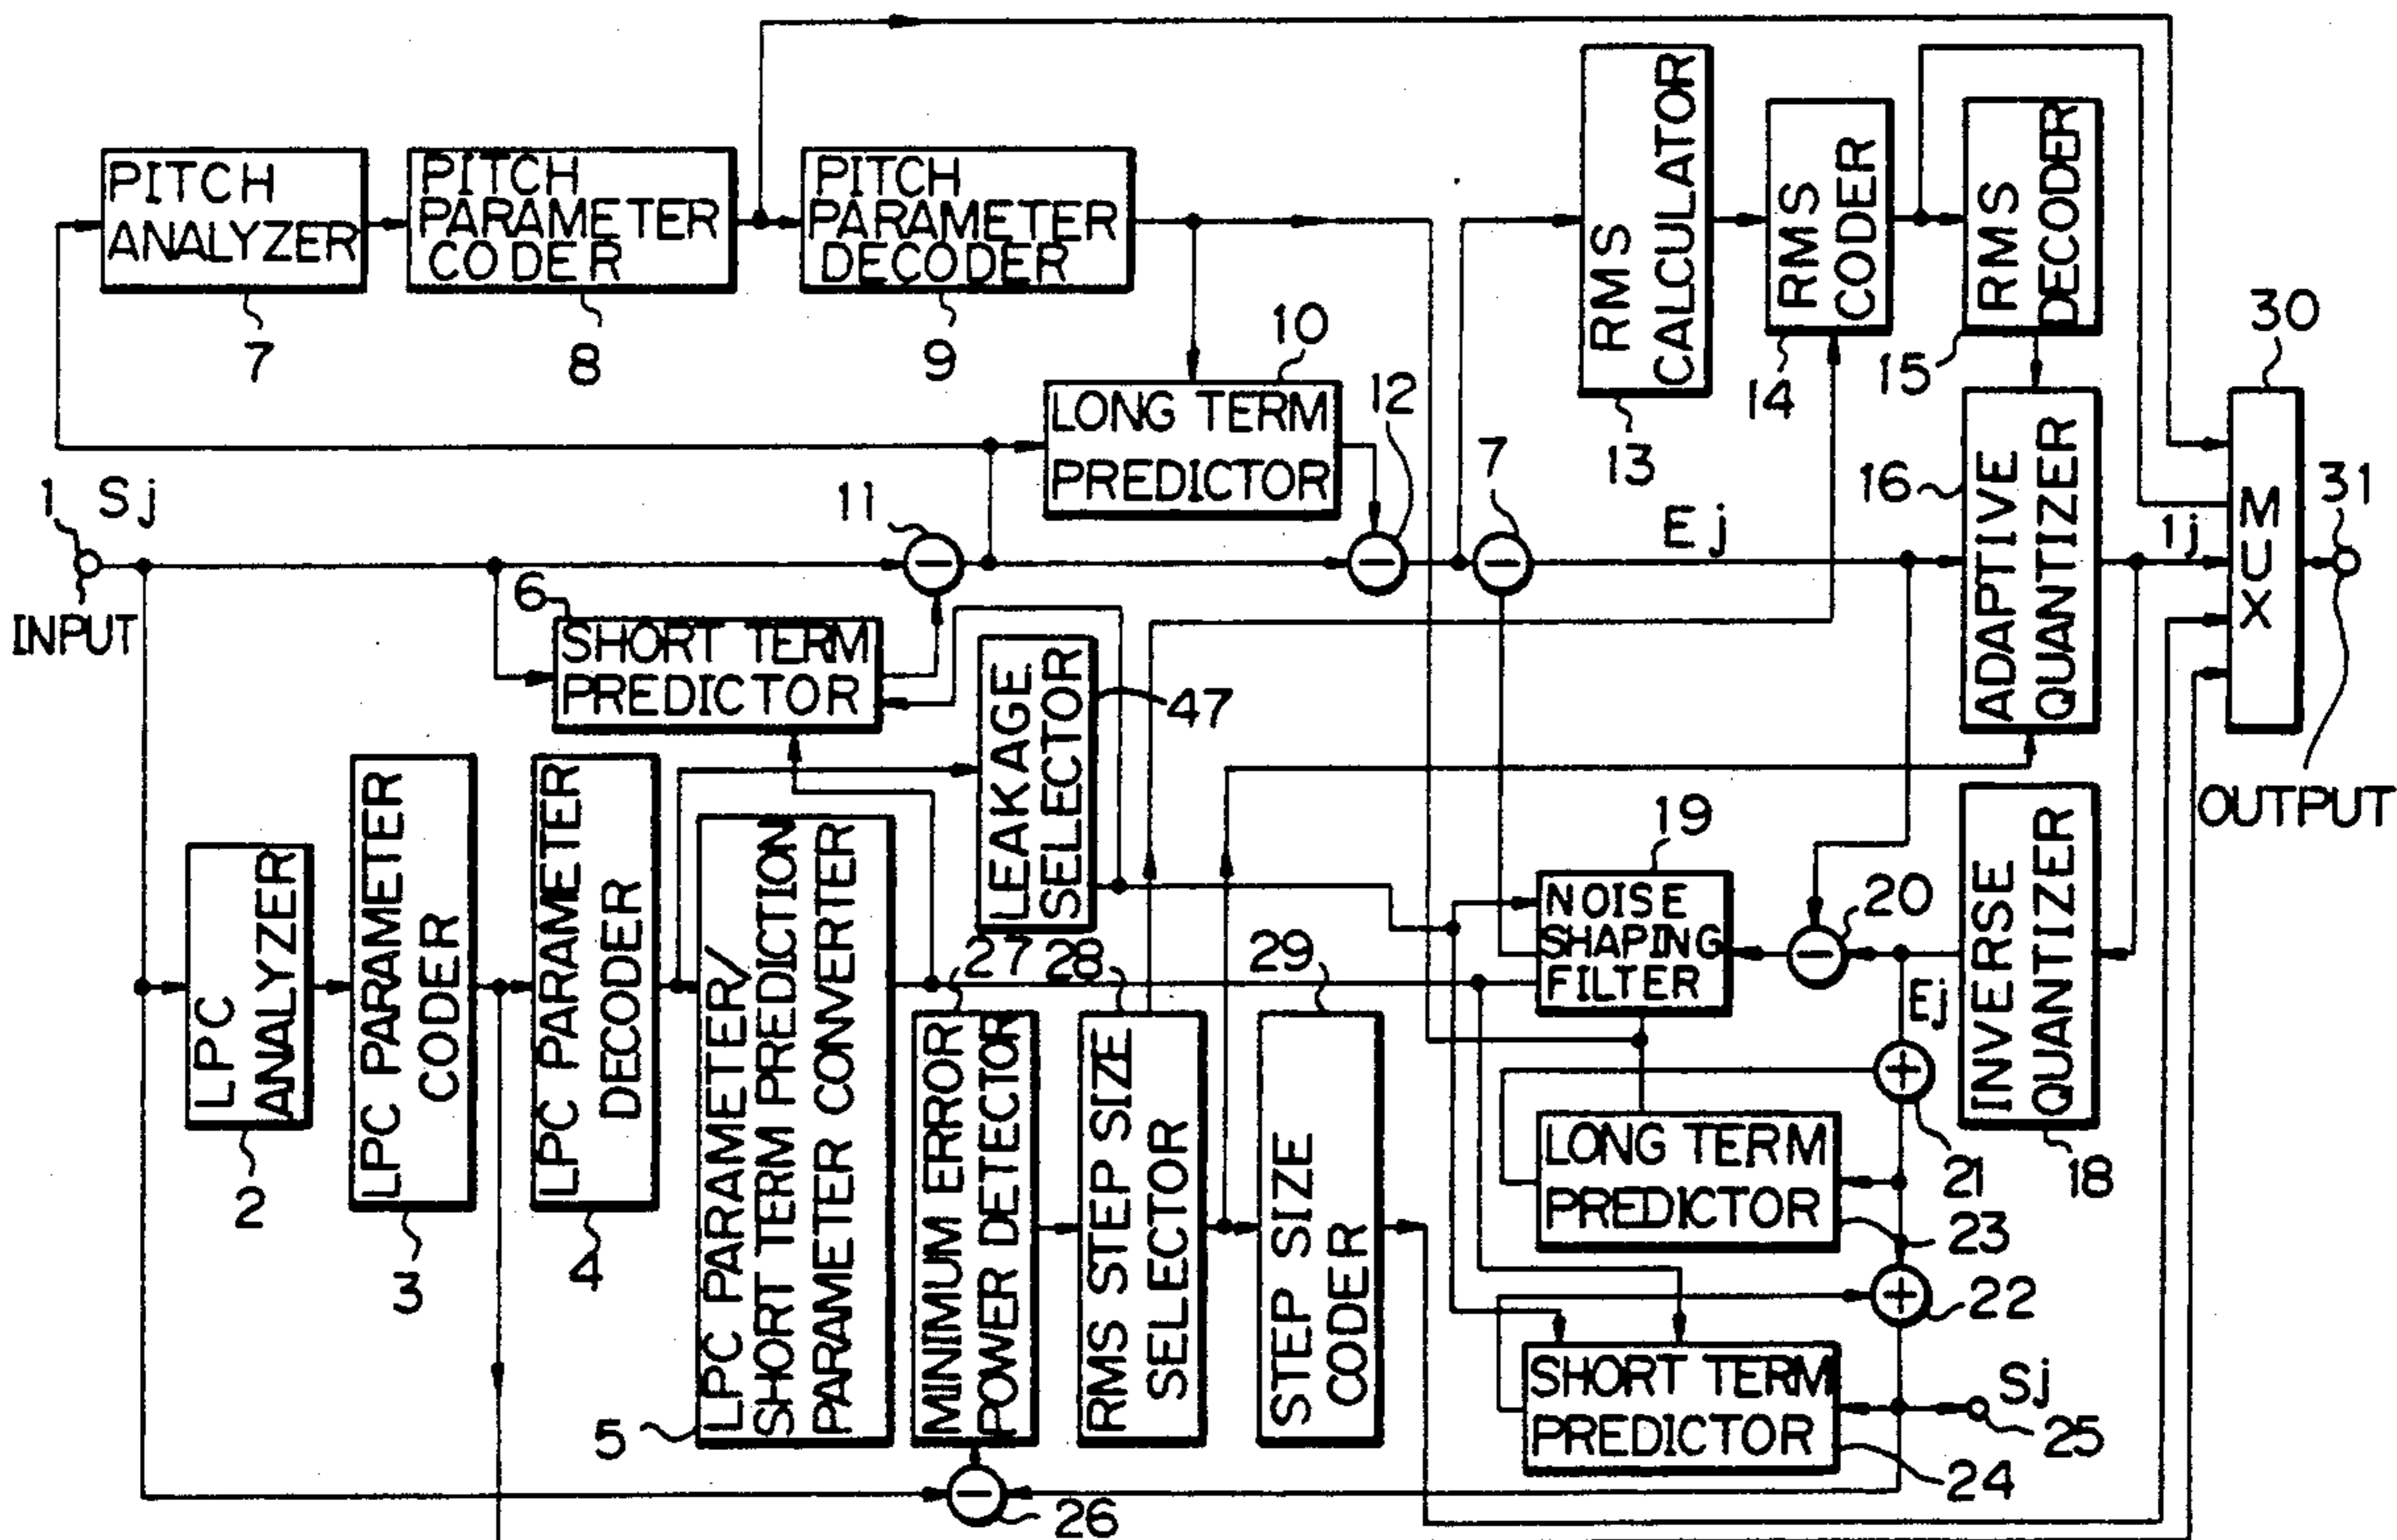 PITCH
ANALYZER
7
PITCH
PARAMETER
CODER
8
PITCH
PARAMETER
DECODER
9
RMS
CALCULATOR
13
RMS
CODER
14
RMS
DECODER
15
30
LONG TERM
PREDICTOR
10
12
7
1 Sj
INPUT
11
Ej
16
ADAPTIVE
QUANTIZER
1j
MUX
31
OUTPUT
6
SHORT TERM
PREDICTOR
LEAKAGE
SELECTOR
47
LPC
ANALYZER
2
LPC PARAMETER
CODER
3
LPC PARAMETER
DECODER
4
LPC PARAMETER/
SHORT TERM PREDICTION
PARAMETER CONVERTER
5
MINIMUM ERROR
POWER DETECTOR
27
RMS STEP SIZE
SELECTOR
28
STEP SIZE
CODER
29
NOISE
SHAPING
FILTER
19
20
Ej
INVERSE
QUANTIZER
18
21
LONG TERM
PREDICTOR
23
22
SHORT TERM
PREDICTOR
24
Sj
25
26